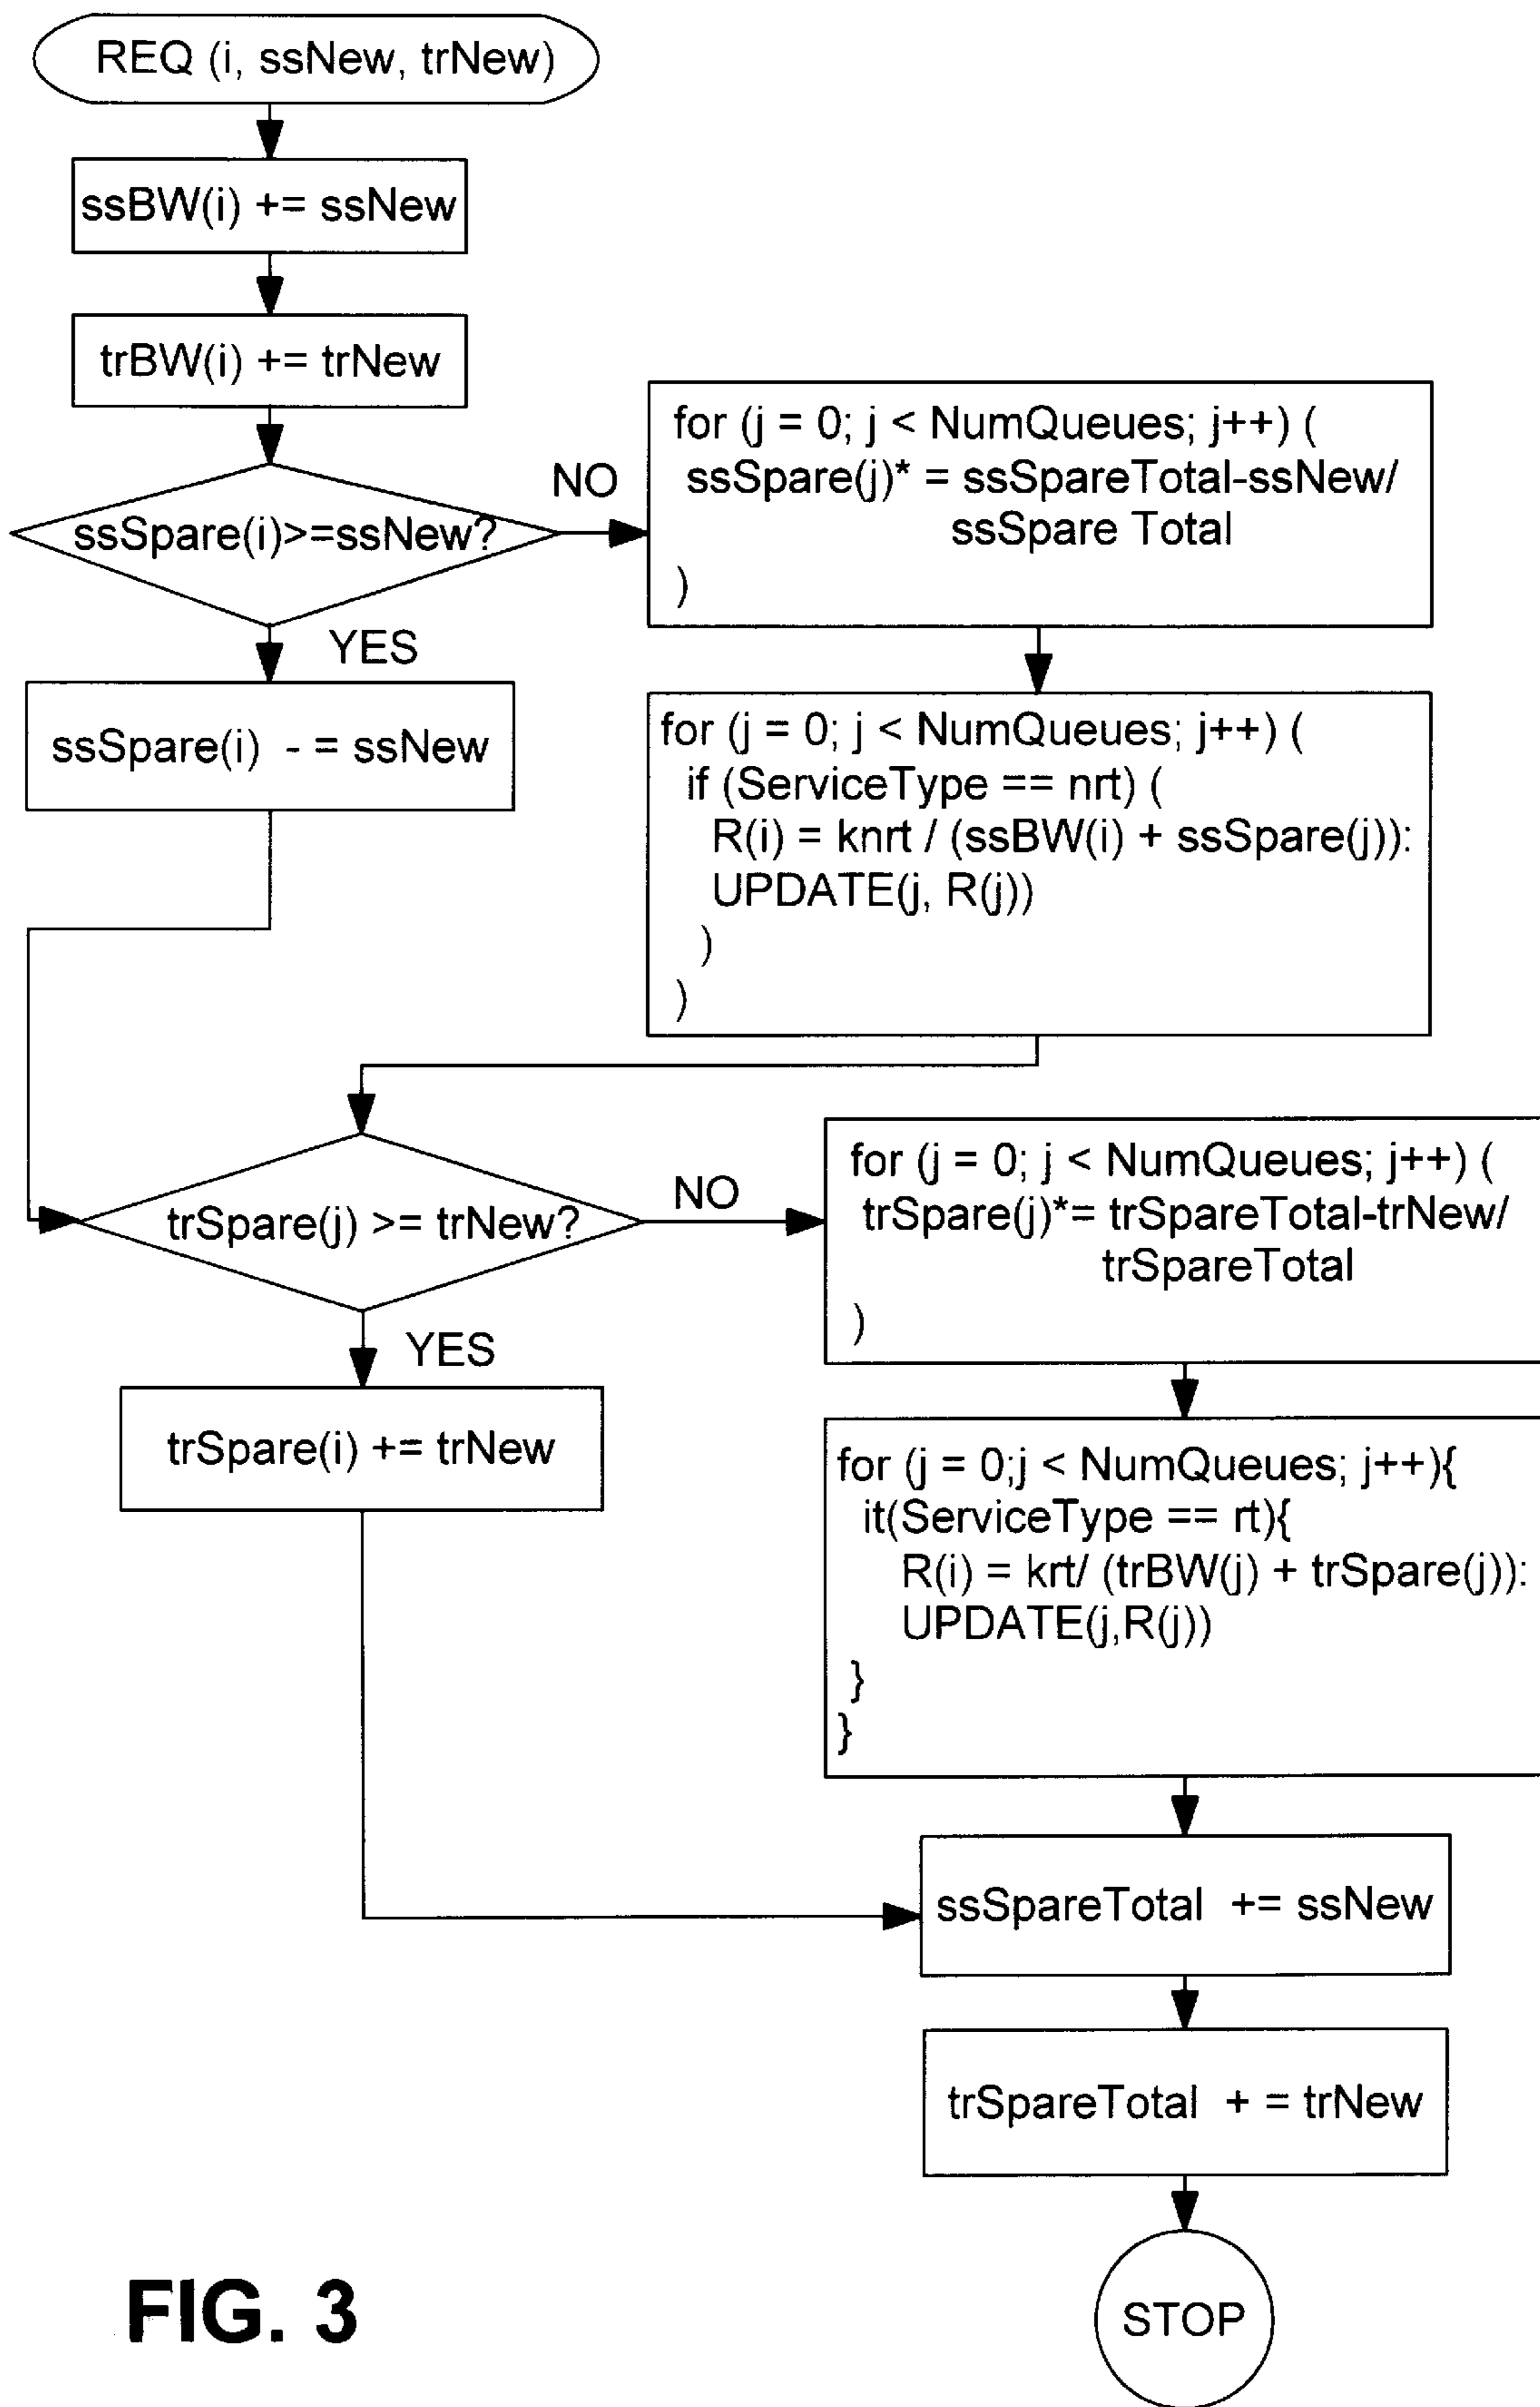 REQ (i, ssNew, trNew)
ssBW(i) += ssNew
trBW(i) += trNew
ssSpare(i)>=ssNew?
NO
for (j = 0; j < NumQueues; j++) (
ssSpare(j)* = ssSpareTotal-ssNew/
ssSpare Total
)
YES
ssSpare(i) - = ssNew
for (j = 0; j < NumQueues; j++) (
if (ServiceType == nrt) (
R(i) = knrt / (ssBW(i) + ssSpare(j)):
UPDATE(j, R(j))
)
)
trSpare(j) >= trNew?
NO
for (j = 0; j < NumQueues; j++) (
trSpare(j)*= trSpareTotal-trNew/
trSpareTotal
)
YES
trSpare(i) += trNew
for (j = 0;j < NumQueues; j++){
it(ServiceType == rt){
R(i) = krt/ (trBW(j) + trSpare(j)):
UPDATE(j,R(j))
}
}
ssSpareTotal += ssNew
trSpareTotal + = trNew
STOP
FIG. 3